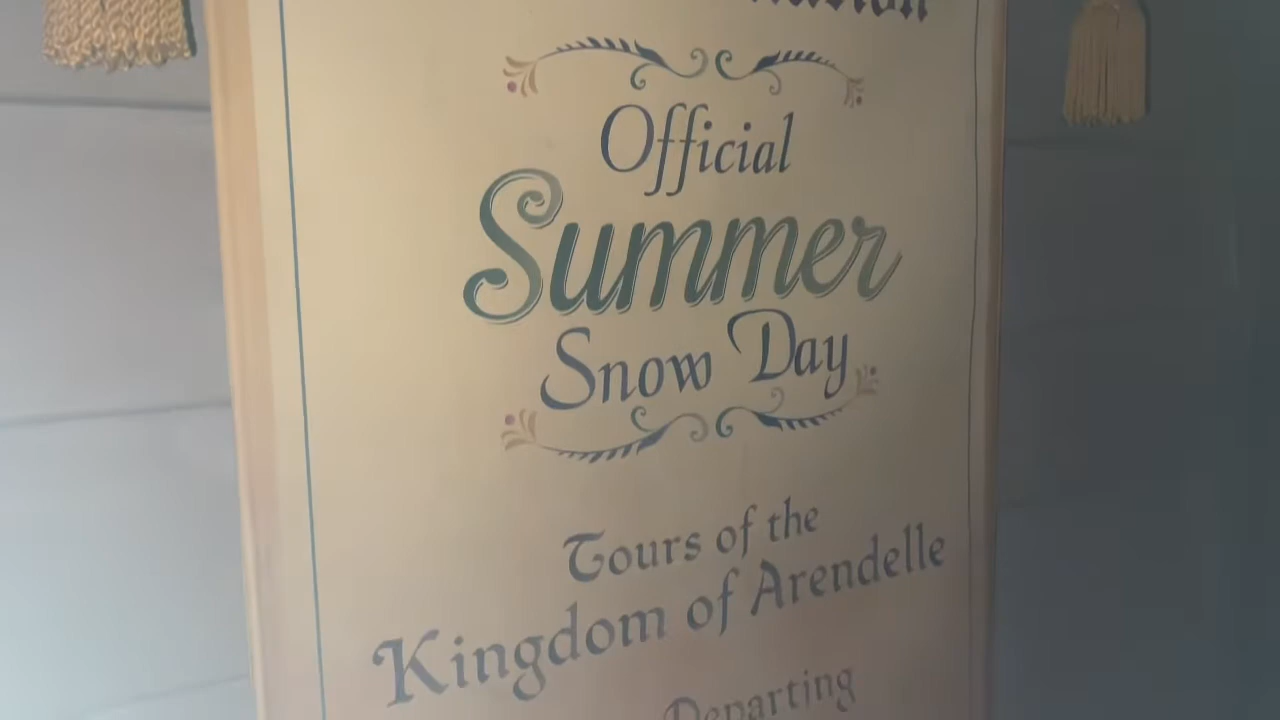 Official
Summer
Snow Day
Tours of the
Kingdom of Arendelle
Departing